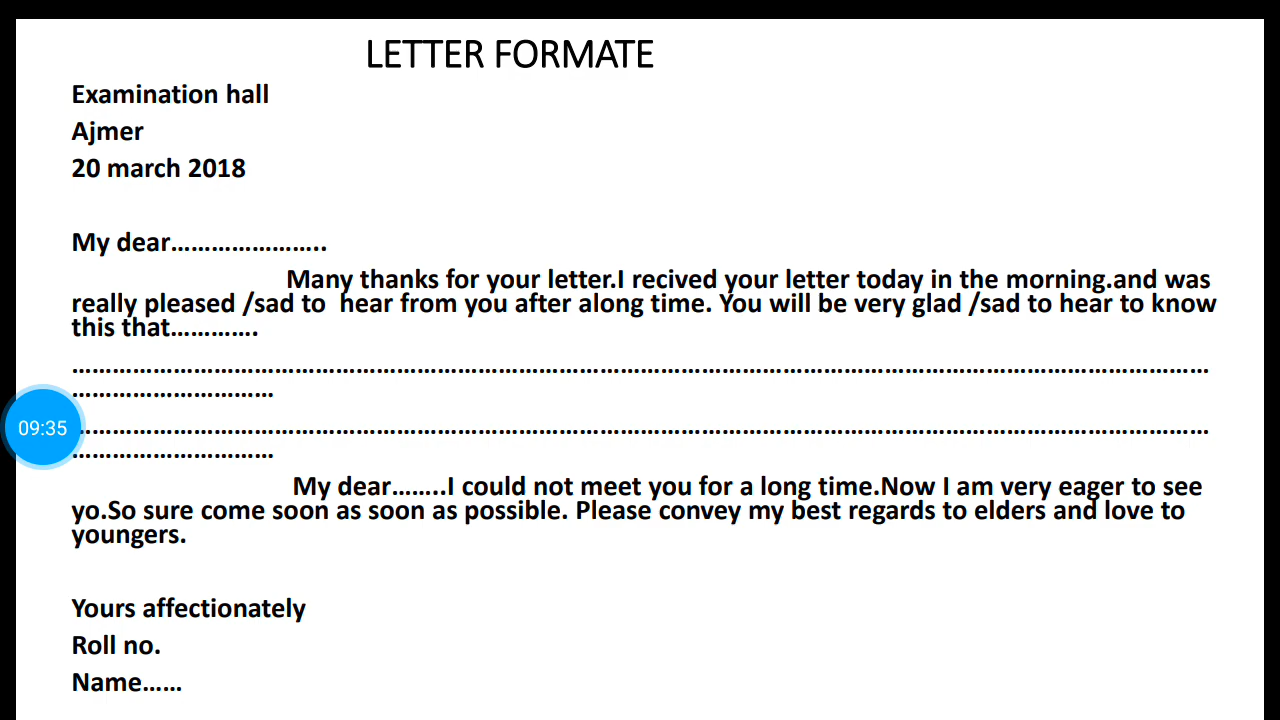 LETTER FORMATE
Examination hall
Ajmer
20 march 2018
My dear…………………..
Many thanks for your letter.I recived your letter today in the morning.and was
really pleased /sad to  hear from you after along time. You will be very glad /sad to hear to know
this that………….
……………………………………………………………………………………………………………………………………………………
…………………………
09:35
……………………………………………………………………………………………………………………………………………………
…………………………
My dear……..I could not meet you for a long time.Now I am very eager to see
yo.So sure come soon as soon as possible. Please convey my best regards to elders and love to
youngers.
Yours affectionately
Roll no.
Name……